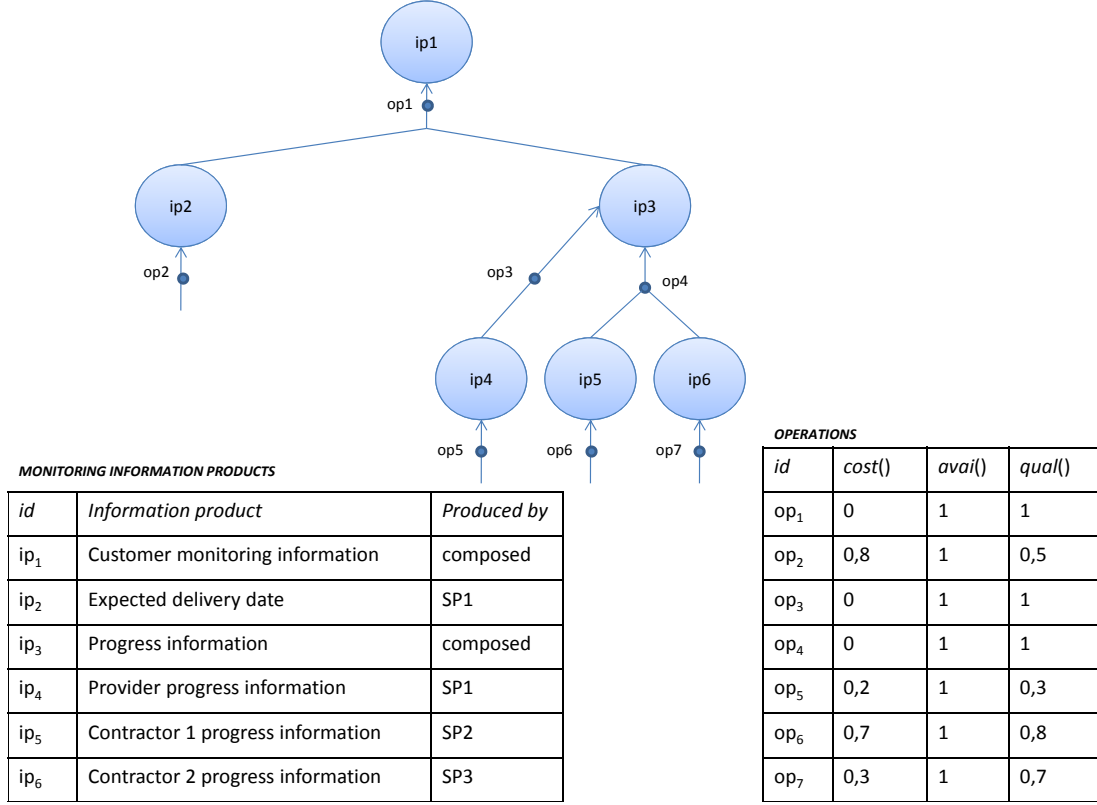 ip1
op1
ip2
ip3
op2
op3
op4
ip4
ip5
ip6
op5
op6
op7
MONITORING INFORMATION PRODUCTS
id Information product Produced by
ip1 Customer monitoring information composed
ip2 Expected delivery date SP1
ip3 Progress information composed
ip4 Provider progress information SP1
ip5 Contractor 1 progress information SP2
ip6 Contractor 2 progress information SP3
OPERATIONS
id cost() avai() qual()
op1 0 1 1
op2 0,8 1 0,5
op3 0 1 1
op4 0 1 1
op5 0,2 1 0,3
op6 0,7 1 0,8
op7 0,3 1 0,7